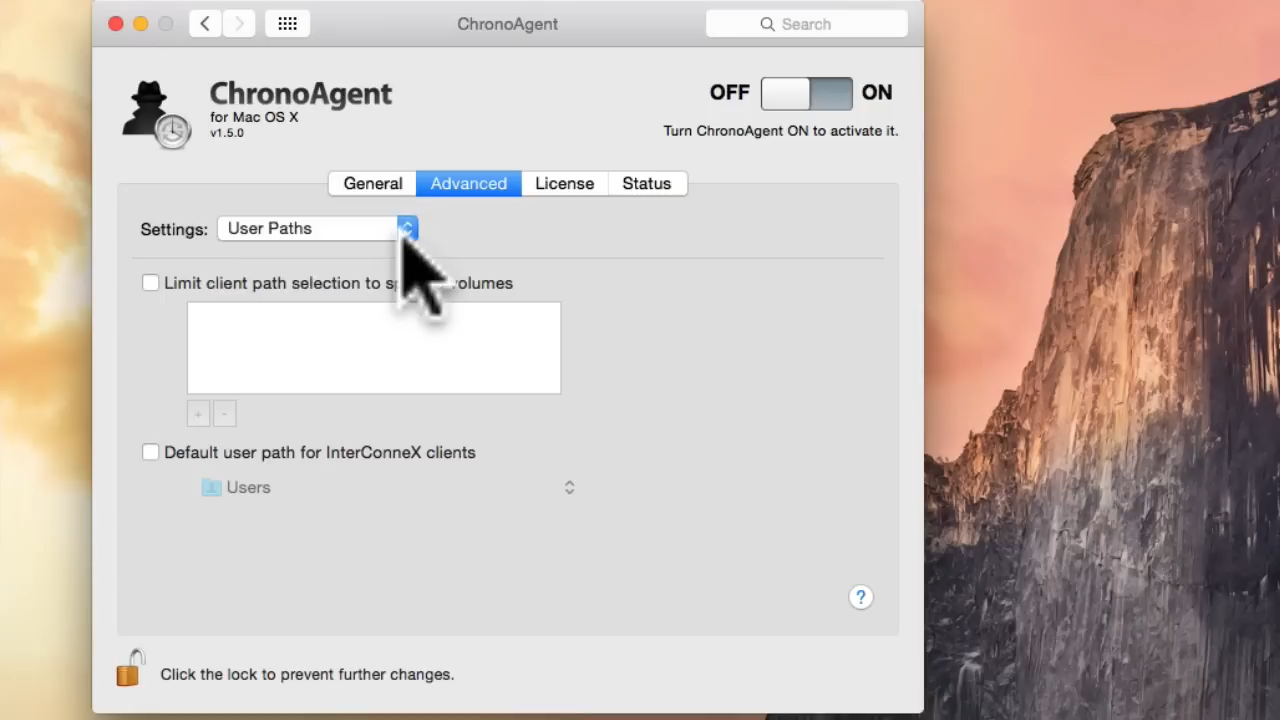 ChronoAgent
Search
ChronoAgent
for Mac OS X
v1.5.0
OFF ON
Turn ChronoAgent ON to activate it.
General Advanced License Status
Settings: User Paths
Limit client path selection to olumes
+ -
Default user path for InterConneX clients
Users
?
Click the lock to prevent further changes.